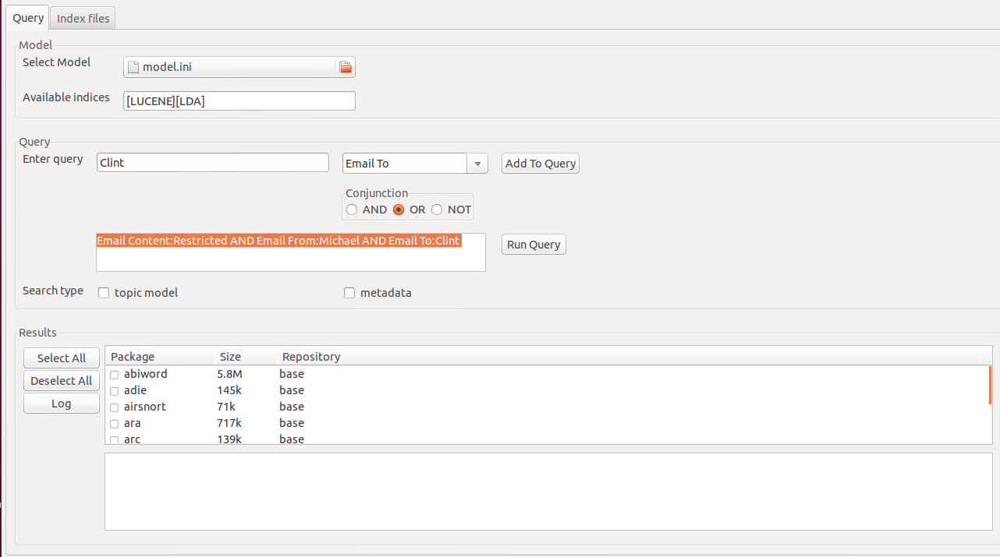 Query Index files
Model
Select Model model.ini
Available indices [LUCENE][LDA]
Query
Enter query Clint Email To Add To Query
Conjunction
AND OR NOT
Email Content:Restricted AND Email From:Michael AND Email To:Clint
Run Query
Search type topic model metadata
Results
Select All
Deselect All
Log
Package Size Repository
abiword 5.8M base
adie 145k base
airsnort 71k base
ara 717k base
arc 139k base